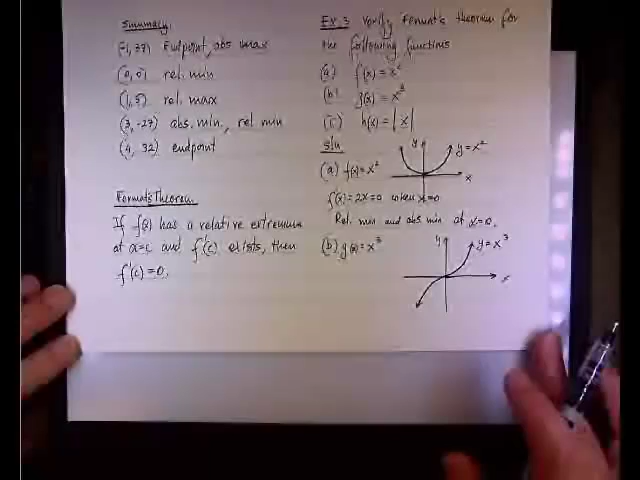 Summary:
(-1, 37) Endpoint, abs max
(0, 0) rel. min
(1, 5) rel. max
(3, -27) abs. min, rel min
(4, 32) endpoint
Fermat's Theorem
If f(x) has a relative extremum
at x=c and f'(c) exists, then
f'(c) = 0.
Ex. 3 Verify Fermat's theorem for
the following functions
(a) f(x) = x²
(b) g(x) = x³
(c) h(x) = |x|
Soln
(a) f(x) = x²
y
y = x²
x
f'(x) = 2x = 0 when x = 0
Rel. min and abs min at x = 0.
(b) g(x) = x³
y
y = x³
x